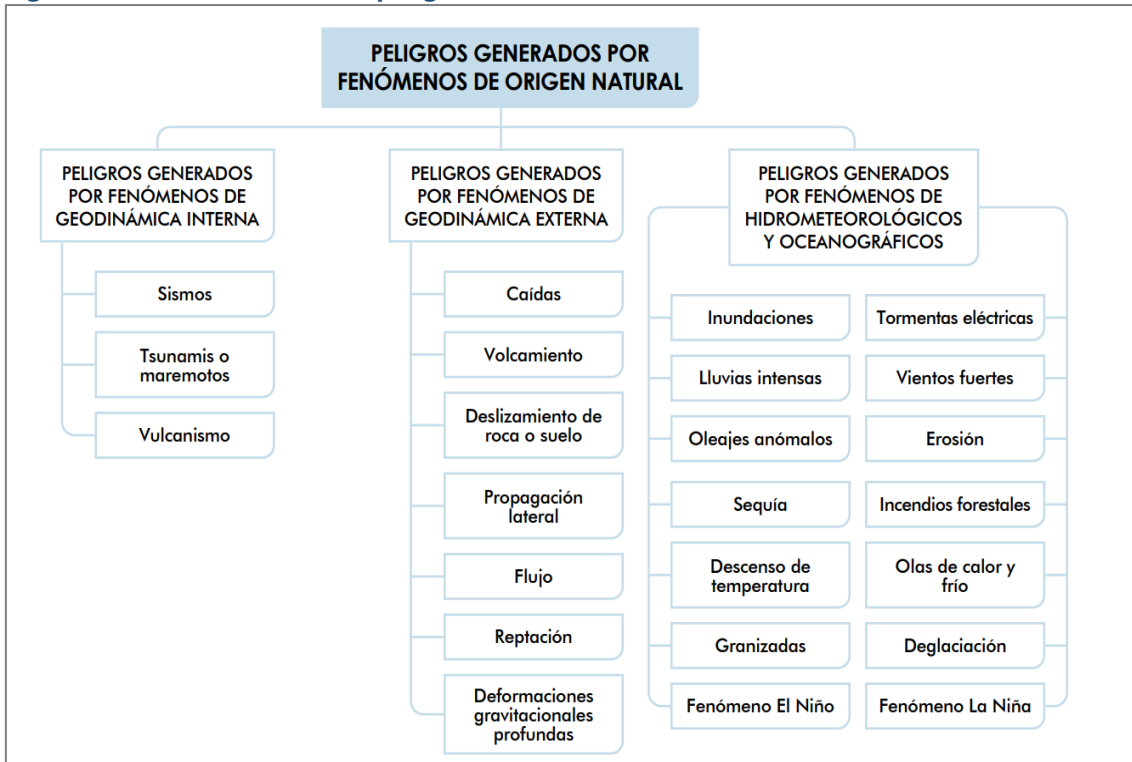 PELIGROS GENERADOS POR
FENÓMENOS DE ORIGEN NATURAL
PELIGROS GENERADOS
POR FENÓMENOS DE
GEODINÁMICA INTERNA
Sismos
Tsunamis o
maremotos
Vulcanismo
PELIGROS GENERADOS
POR FENÓMENOS DE
GEODINÁMICA EXTERNA
Caídas
Volcamiento
Deslizamiento de
roca o suelo
Propagación
lateral
Flujo
Reptación
Deformaciones
gravitacionales
profundas
PELIGROS GENERADOS
POR FENÓMENOS DE
HIDROMETEOROLÓGICOS
Y OCEANOGRÁFICOS
Inundaciones
Lluvias intensas
Oleajes anómalos
Sequía
Descenso de
temperatura
Granizadas
Fenómeno El Niño
Tormentas eléctricas
Vientos fuertes
Erosión
Incendios forestales
Olas de calor y
frío
Deglaciación
Fenómeno La Niña